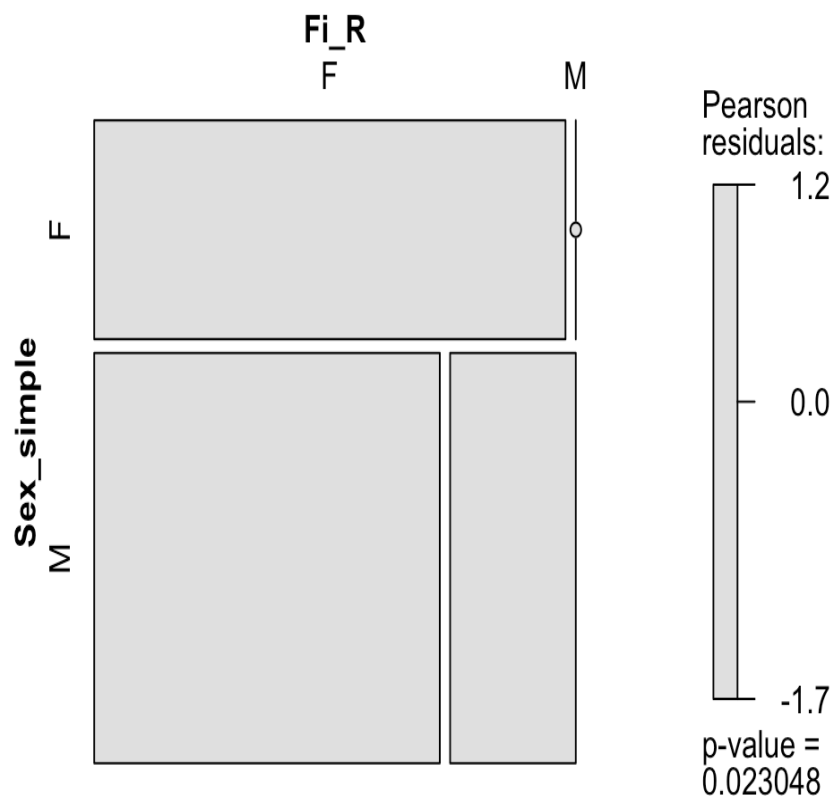 Fi_R
F
M
F
Sex_simple
M
Pearson
residuals:
1.2
0.0
-1.7
p-value =
0.023048